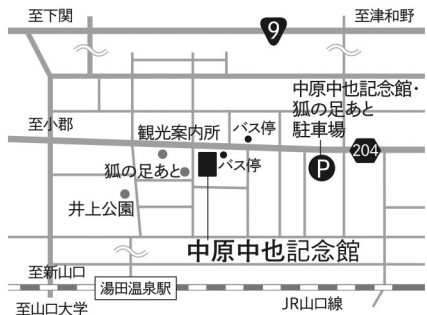 至下関
至津和野
9
中原中也記念館・
狐の足あと
駐車場
至小郡
観光案内所
バス停
204
狐の足あと
バス停
P
井上公園
中原中也記念館
至新山口
湯田温泉駅
JR山口線
至山口大学